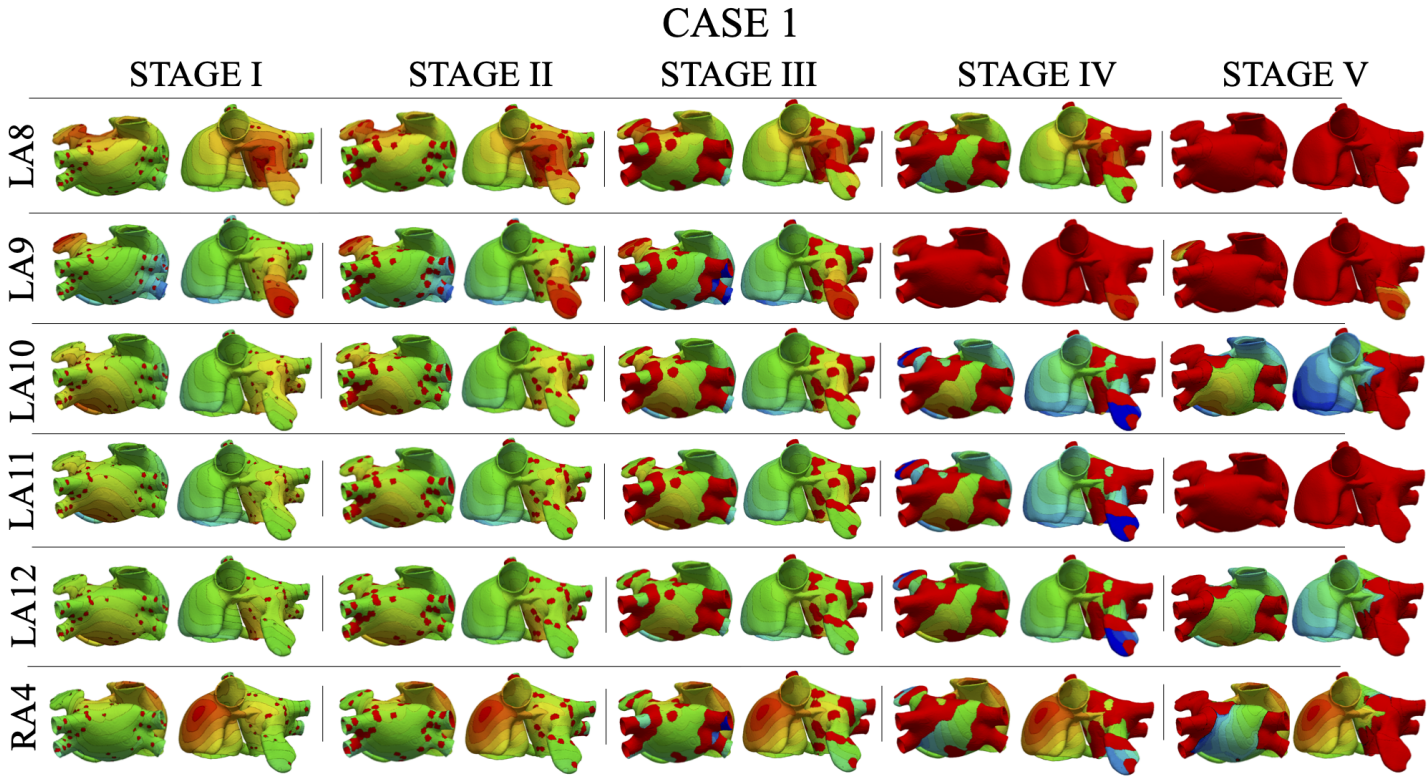 CASE 1
STAGE I STAGE II STAGE III STAGE IV STAGE V
LA8
LA9
LA10
LA11
LA12
RA4